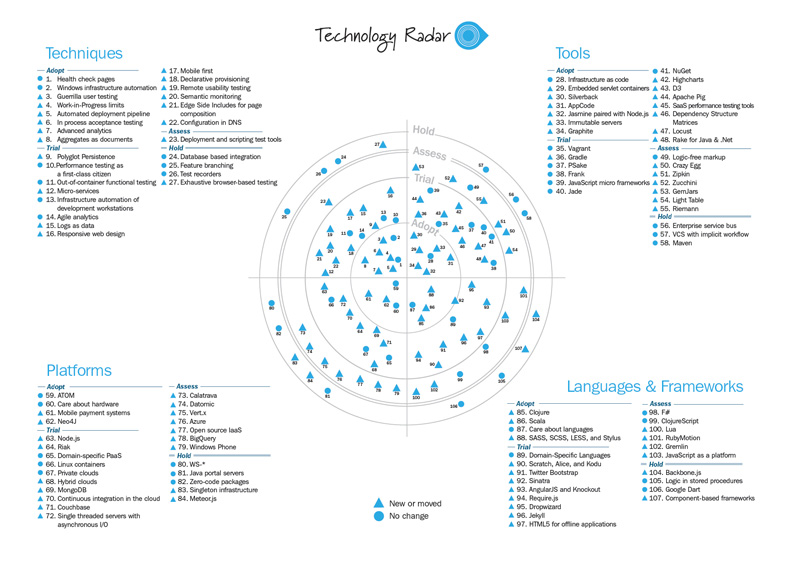 Technology Radar
Techniques
Adopt
1. Health check pages
2. Windows infrastructure automation
3. Guerrilla user testing
4. Work-in-Progress limits
5. Automated deployment pipeline
6. In process acceptance testing
7. Advanced analytics
8. Aggregates as documents
Trial
9. Polyglot Persistence
10. Performance testing as
a first-class citizen
11. Out-of-container functional testing
12. Micro-services
13. Infrastructure automation of
development workstations
14. Agile analytics
15. Logs as data
16. Responsive web design
17. Mobile first
18. Declarative provisioning
19. Remote usability testing
20. Semantic monitoring
21. Edge Side Includes for page
composition
22. Configuration in DNS
Assess
23. Deployment and scripting test tools
Hold
24. Database based integration
25. Feature branching
26. Test recorders
27. Exhaustive browser-based testing
Tools
Adopt
28. Infrastructure as code
29. Embedded servlet containers
30. Silverback
31. AppCode
32. Jasmine paired with Node.js
33. Immutable servers
34. Graphite
Trial
35. Vagrant
36. Gradle
37. PSake
38. Frank
39. JavaScript micro frameworks
40. Jade
41. NuGet
42. Highcharts
43. D3
44. Apache Pig
45. SaaS performance testing tools
46. Dependency Structure
Matrices
47. Locust
48. Rake for Java & .Net
Assess
49. Logic-free markup
50. Crazy Egg
51. Zipkin
52. Zucchini
53. GemJars
54. Light Table
55. Riemann
Hold
56. Enterprise service bus
57. VCS with implicit workflow
58. Maven
Hold
Assess
Trial
Adopt
Platforms
Adopt
59. ATOM
60. Care about hardware
61. Mobile payment systems
62. Neo4J
Trial
63. Node.js
64. Riak
65. Domain-specific PaaS
66. Linux containers
67. Private clouds
68. Hybrid clouds
69. MongoDB
70. Continuous integration in the cloud
71. Couchbase
72. Single threaded servers with
asynchronous I/O
Assess
73. Calatrava
74. Datomic
75. Vert.x
76. Azure
77. Open source IaaS
78. BigQuery
79. Windows Phone
Hold
80. WS-*
81. Java portal servers
82. Zero-code packages
83. Singleton infrastructure
84. Meteor.js
Languages & Frameworks
Adopt
85. Clojure
86. Scala
87. Care about languages
88. SASS, SCSS, LESS, and Stylus
Trial
89. Domain-Specific Languages
90. Scratch, Alice, and Kodu
91. Twitter Bootstrap
92. Sinatra
93. AngularJS and Knockout
94. Require.js
95. Dropwizard
96. Jekyll
97. HTML5 for offline applications
Assess
98. F#
99. ClojureScript
100. Lua
101. RubyMotion
102. Gremlin
103. JavaScript as a platform
Hold
104. Backbone.js
105. Logic in stored procedures
106. Google Dart
107. Component-based frameworks
New or moved
No change